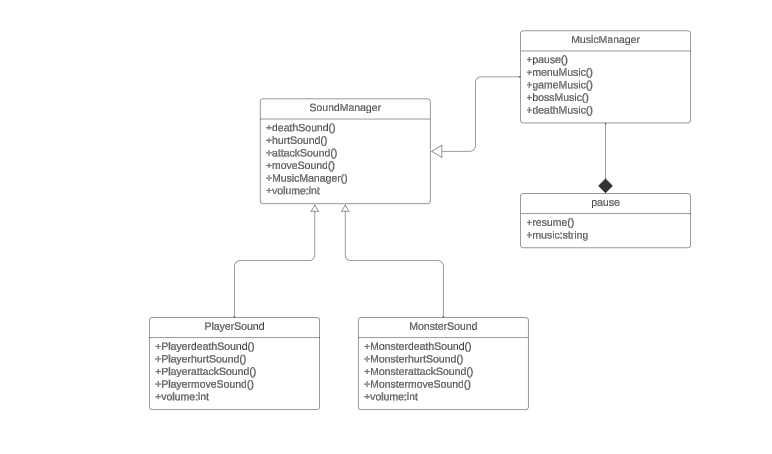 MusicManager
+pause()
+menuMusic()
+gameMusic()
+bossMusic()
+deathMusic()
SoundManager
+deathSound()
+hurtSound()
+attackSound()
+moveSound()
+MusicManager()
+volume:int
pause
+resume()
+music:string
PlayerSound
+PlayerdeathSound()
+PlayerhurtSound()
+PlayerattackSound()
+PlayermoveSound()
+volume:int
MonsterSound
+MonsterdeathSound()
+MonsterhurtSound()
+MonsterattackSound()
+MonstermoveSound()
+volume:int